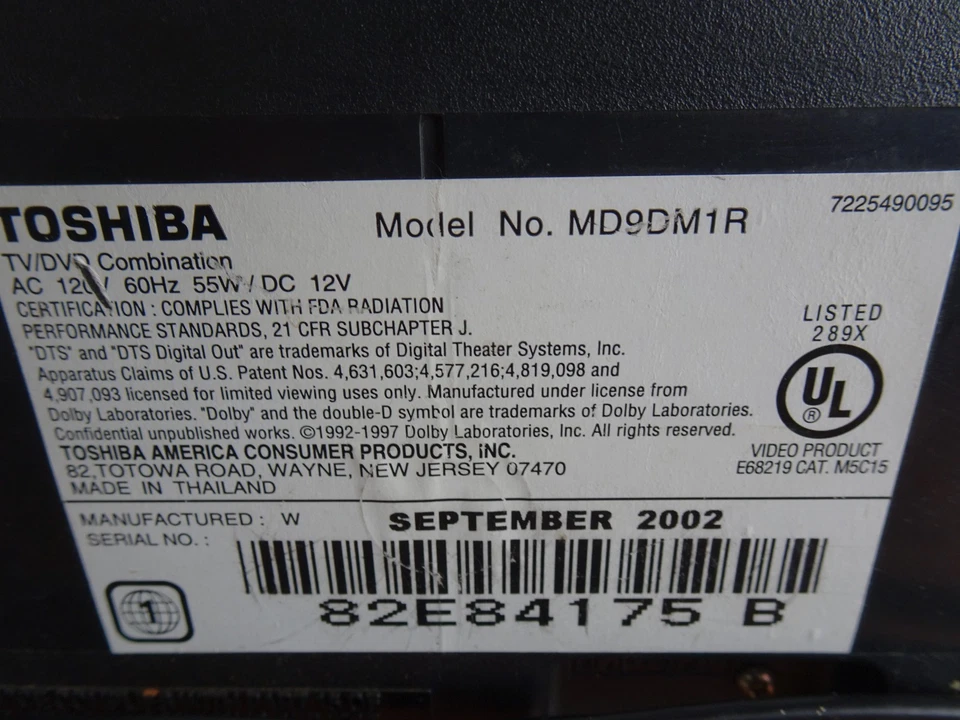 TOSHIBA
Model No. MD9DM1R
7225490095
TV/DVD Combination
AC 120V 60Hz 55W / DC 12V
CERTIFICATION : COMPLIES WITH FDA RADIATION
PERFORMANCE STANDARDS, 21 CFR SUBCHAPTER J.
"DTS" and "DTS Digital Out" are trademarks of Digital Theater Systems, Inc.
Apparatus Claims of U.S. Patent Nos. 4,631,603;4,577,216;4,819,098 and
4,907,093 licensed for limited viewing uses only. Manufactured under license from
Dolby Laboratories. "Dolby" and the double-D symbol are trademarks of Dolby Laboratories.
Confidential unpublished works. ©1992-1997 Dolby Laboratories, Inc. All rights reserved.
TOSHIBA AMERICA CONSUMER PRODUCTS, INC.
82,TOTOWA ROAD, WAYNE, NEW JERSEY 07470
MADE IN THAILAND
LISTED
289X
UL
®
VIDEO PRODUCT
E68219 CAT. M5C15
MANUFACTURED : W SEPTEMBER 2002
SERIAL NO. :
1
82E84175 B